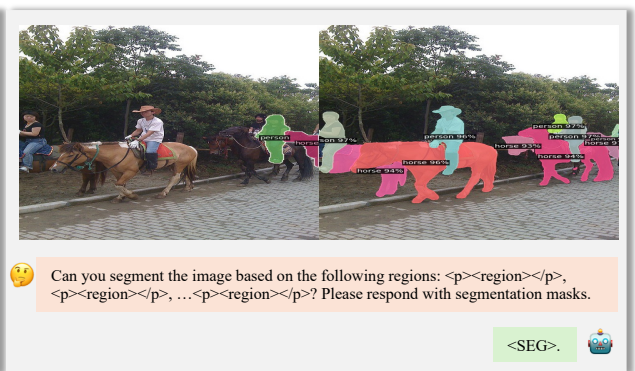 person
horse
person 97%
son 97%
person 96%
person 97%
horse 93%
horse 9
horse 96%
horse 94%
horse 94%
Can you segment the image based on the following regions: <p><region></p>,
<p><region></p>, …<p><region></p>? Please respond with segmentation masks.
<SEG>.